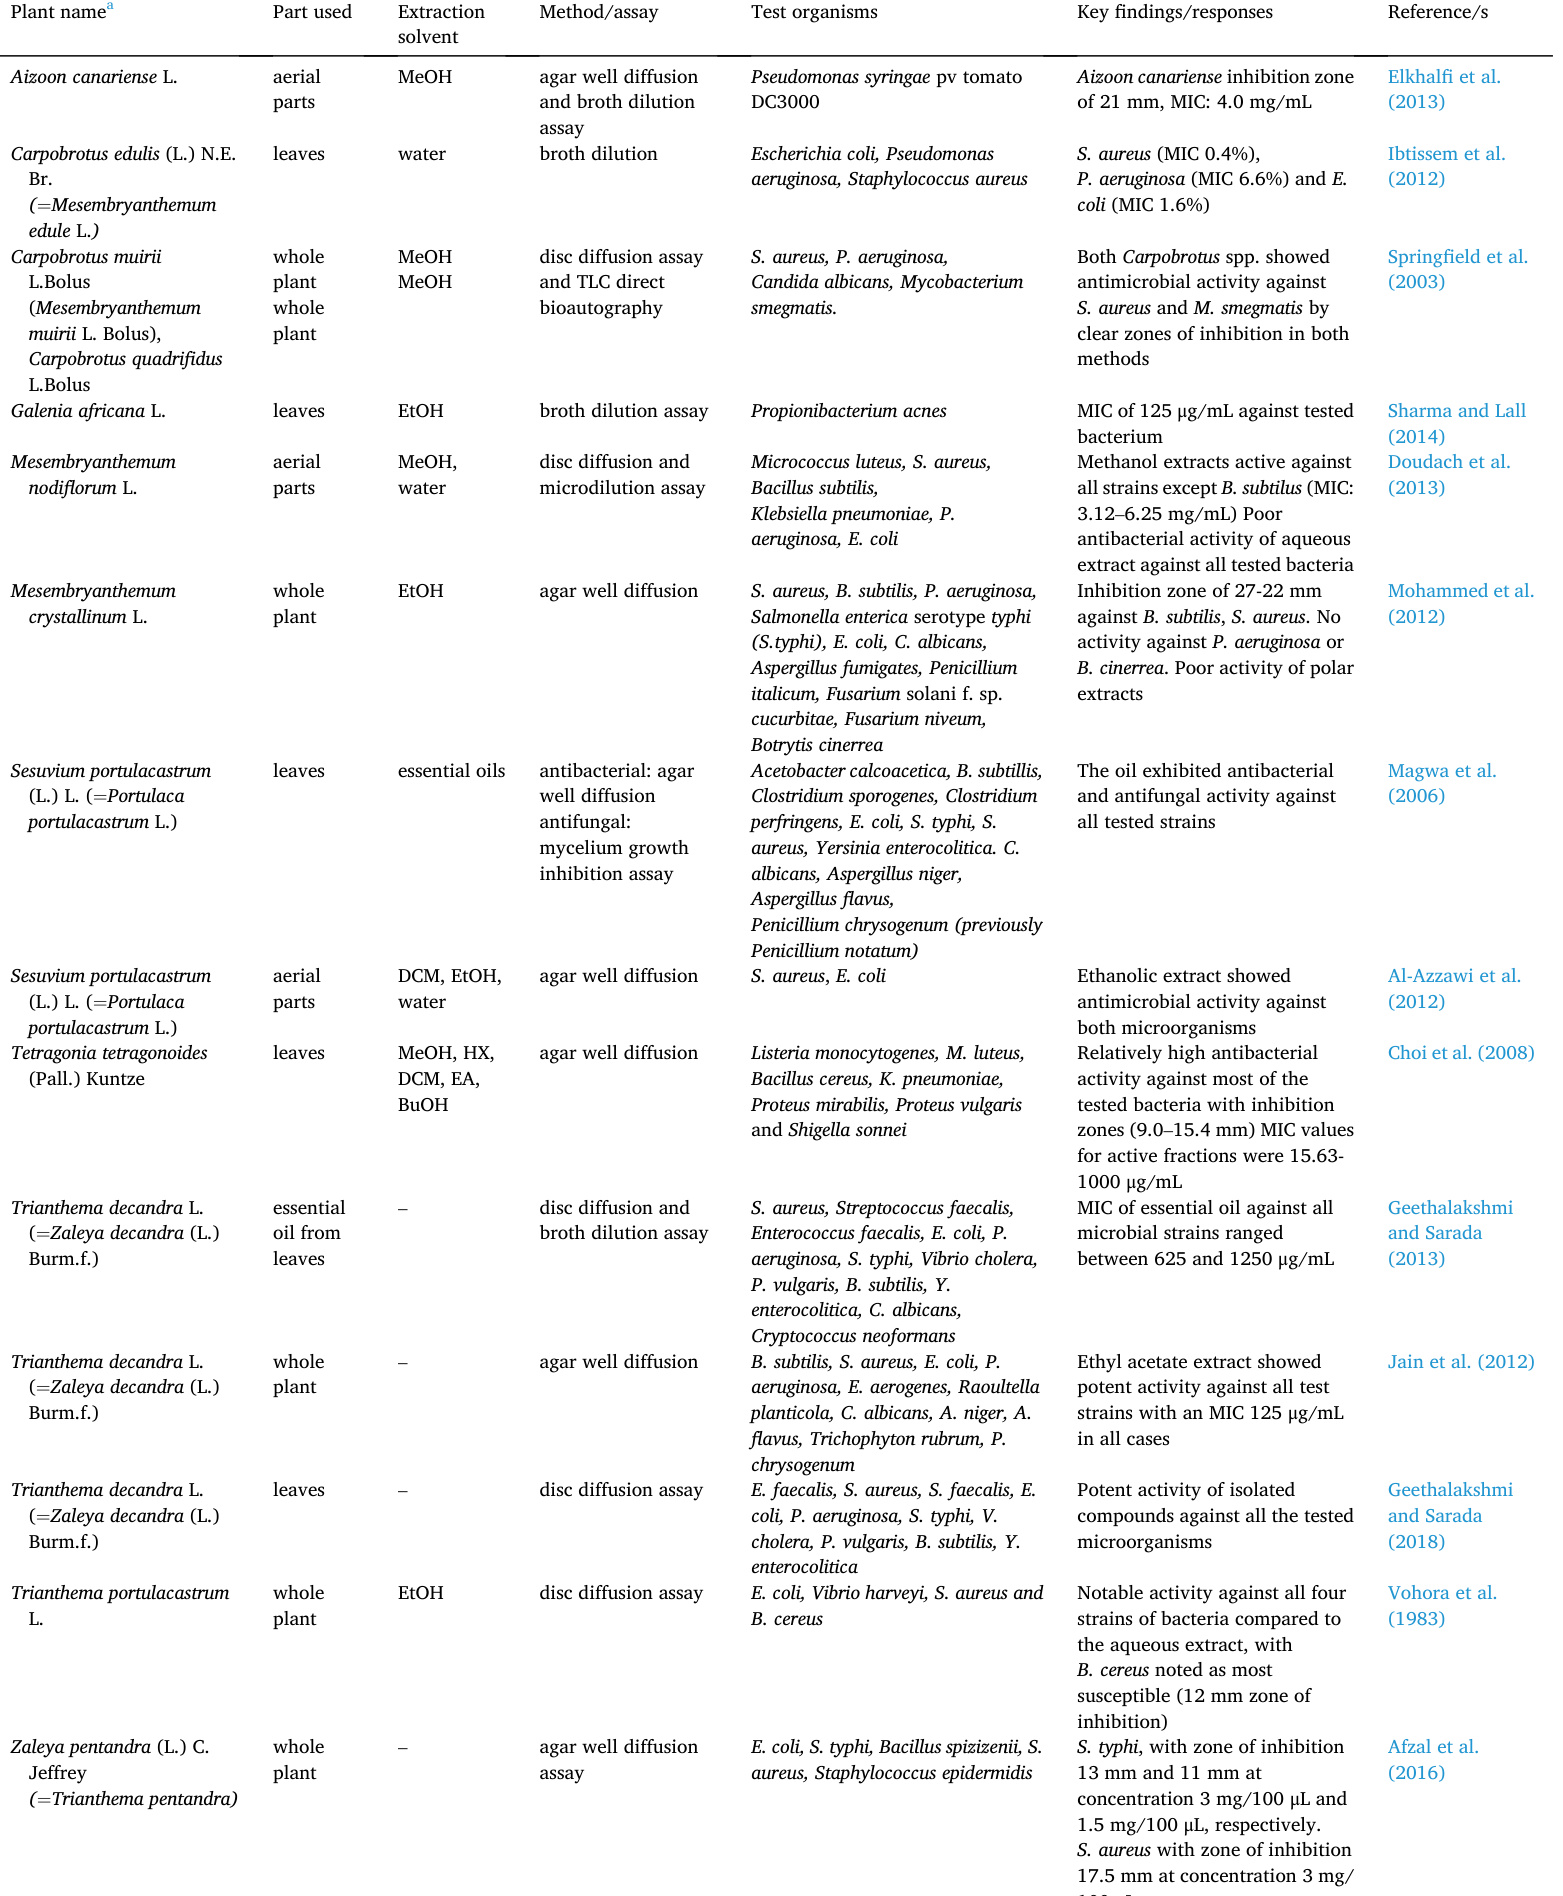 Plant nameᵃ
Part used
Extraction
solvent
Method/assay
Test organisms
Key findings/responses
Reference/s
Aizoon canariense L.
aerial
parts
MeOH
agar well diffusion
and broth dilution
assay
Pseudomonas syringae pv tomato
DC3000
Aizoon canariense inhibition zone
of 21 mm, MIC: 4.0 mg/mL
Elkhalfi et al.
(2013)
Carpobrotus edulis (L.) N.E.
Br.
(=Mesembryanthemum
edule L.)
leaves
water
broth dilution
Escherichia coli, Pseudomonas
aeruginosa, Staphylococcus aureus
S. aureus (MIC 0.4%),
P. aeruginosa (MIC 6.6%) and E.
coli (MIC 1.6%)
Ibtissem et al.
(2012)
Carpobrotus muirii
L.Bolus
(Mesembryanthemum
muirii L. Bolus),
Carpobrotus quadrifidus
L.Bolus
whole
plant
whole
plant
MeOH
MeOH
disc diffusion assay
and TLC direct
bioautography
S. aureus, P. aeruginosa,
Candida albicans, Mycobacterium
smegmatis.
Both Carpobrotus spp. showed
antimicrobial activity against
S. aureus and M. smegmatis by
clear zones of inhibition in both
methods
Springfield et al.
(2003)
Galenia africana L.
leaves
EtOH
broth dilution assay
Propionibacterium acnes
MIC of 125 μg/mL against tested
bacterium
Sharma and Lall
(2014)
Mesembryanthemum
nodiflorum L.
aerial
parts
MeOH,
water
disc diffusion and
microdilution assay
Micrococcus luteus, S. aureus,
Bacillus subtilis,
Klebsiella pneumoniae, P.
aeruginosa, E. coli
Methanol extracts active against
all strains except B. subtilus (MIC:
3.12–6.25 mg/mL) Poor
antibacterial activity of aqueous
extract against all tested bacteria
Doudach et al.
(2013)
Mesembryanthemum
crystallinum L.
whole
plant
EtOH
agar well diffusion
S. aureus, B. subtilis, P. aeruginosa,
Salmonella enterica serotype typhi
(S.typhi), E. coli, C. albicans,
Aspergillus fumigates, Penicillium
italicum, Fusarium solani f. sp.
cucurbitae, Fusarium niveum,
Botrytis cinerrea
Inhibition zone of 27-22 mm
against B. subtilis, S. aureus. No
activity against P. aeruginosa or
B. cinerrea. Poor activity of polar
extracts
Mohammed et al.
(2012)
Sesuvium portulacastrum
(L.) L. (=Portulaca
portulacastrum L.)
leaves
essential oils
antibacterial: agar
well diffusion
antifungal:
mycelium growth
inhibition assay
Acetobacter calcoacetica, B. subtillis,
Clostridium sporogenes, Clostridium
perfringens, E. coli, S. typhi, S.
aureus, Yersinia enterocolitica. C.
albicans, Aspergillus niger,
Aspergillus flavus,
Penicillium chrysogenum (previously
Penicillium notatum)
The oil exhibited antibacterial
and antifungal activity against
all tested strains
Magwa et al.
(2006)
Sesuvium portulacastrum
(L.) L. (=Portulaca
portulacastrum L.)
aerial
parts
DCM, EtOH,
water
agar well diffusion
S. aureus, E. coli
Ethanolic extract showed
antimicrobial activity against
both microorganisms
Al-Azzawi et al.
(2012)
Tetragonia tetragonoides
(Pall.) Kuntze
leaves
MeOH, HX,
DCM, EA,
BuOH
agar well diffusion
Listeria monocytogenes, M. luteus,
Bacillus cereus, K. pneumoniae,
Proteus mirabilis, Proteus vulgaris
and Shigella sonnei
Relatively high antibacterial
activity against most of the
tested bacteria with inhibition
zones (9.0–15.4 mm) MIC values
for active fractions were 15.63-
1000 μg/mL
Choi et al. (2008)
Trianthema decandra L.
(=Zaleya decandra (L.)
Burm.f.)
essential
oil from
leaves
–
disc diffusion and
broth dilution assay
S. aureus, Streptococcus faecalis,
Enterococcus faecalis, E. coli, P.
aeruginosa, S. typhi, Vibrio cholera,
P. vulgaris, B. subtilis, Y.
enterocolitica, C. albicans,
Cryptococcus neoformans
MIC of essential oil against all
microbial strains ranged
between 625 and 1250 μg/mL
Geethalakshmi
and Sarada
(2013)
Trianthema decandra L.
(=Zaleya decandra (L.)
Burm.f.)
whole
plant
–
agar well diffusion
B. subtilis, S. aureus, E. coli, P.
aeruginosa, E. aerogenes, Raoultella
planticola, C. albicans, A. niger, A.
flavus, Trichophyton rubrum, P.
chrysogenum
Ethyl acetate extract showed
potent activity against all test
strains with an MIC 125 μg/mL
in all cases
Jain et al. (2012)
Trianthema decandra L.
(=Zaleya decandra (L.)
Burm.f.)
leaves
–
disc diffusion assay
E. faecalis, S. aureus, S. faecalis, E.
coli, P. aeruginosa, S. typhi, V.
cholera, P. vulgaris, B. subtilis, Y.
enterocolitica
Potent activity of isolated
compounds against all the tested
microorganisms
Geethalakshmi
and Sarada
(2018)
Trianthema portulacastrum
L.
whole
plant
EtOH
disc diffusion assay
E. coli, Vibrio harveyi, S. aureus and
B. cereus
Notable activity against all four
strains of bacteria compared to
the aqueous extract, with
B. cereus noted as most
susceptible (12 mm zone of
inhibition)
Vohora et al.
(1983)
Zaleya pentandra (L.) C.
Jeffrey
(=Trianthema pentandra)
whole
plant
–
agar well diffusion
assay
E. coli, S. typhi, Bacillus spizizenii, S.
aureus, Staphylococcus epidermidis
S. typhi, with zone of inhibition
13 mm and 11 mm at
concentration 3 mg/100 μL and
1.5 mg/100 μL, respectively.
S. aureus with zone of inhibition
17.5 mm at concentration 3 mg/
Afzal et al.
(2016)